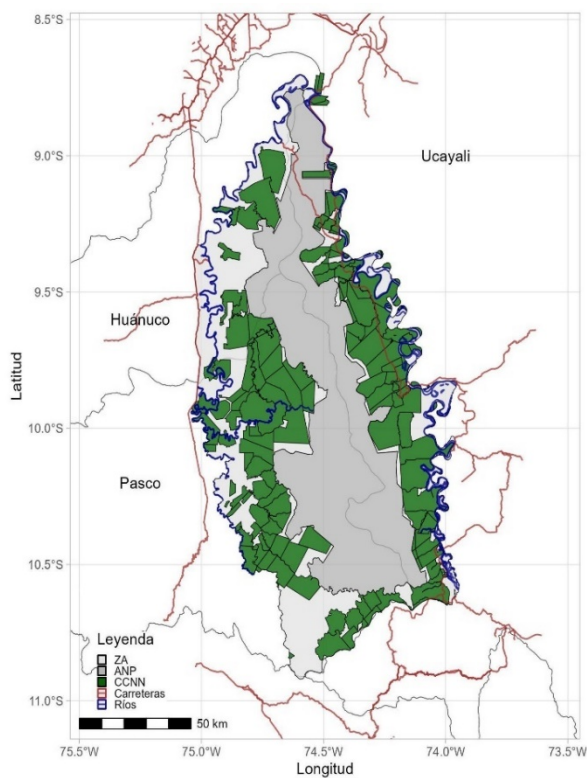 8.5°S
9.0°S
9.5°S
10.0°S
10.5°S
11.0°S
Latitud
Ucayali
Huánuco
Pasco
Leyenda
ZA
ANP
CCNN
Carreteras
Ríos
50 km
75.5°W
75.0°W
74.5°W
74.0°W
73.5°W
Longitud